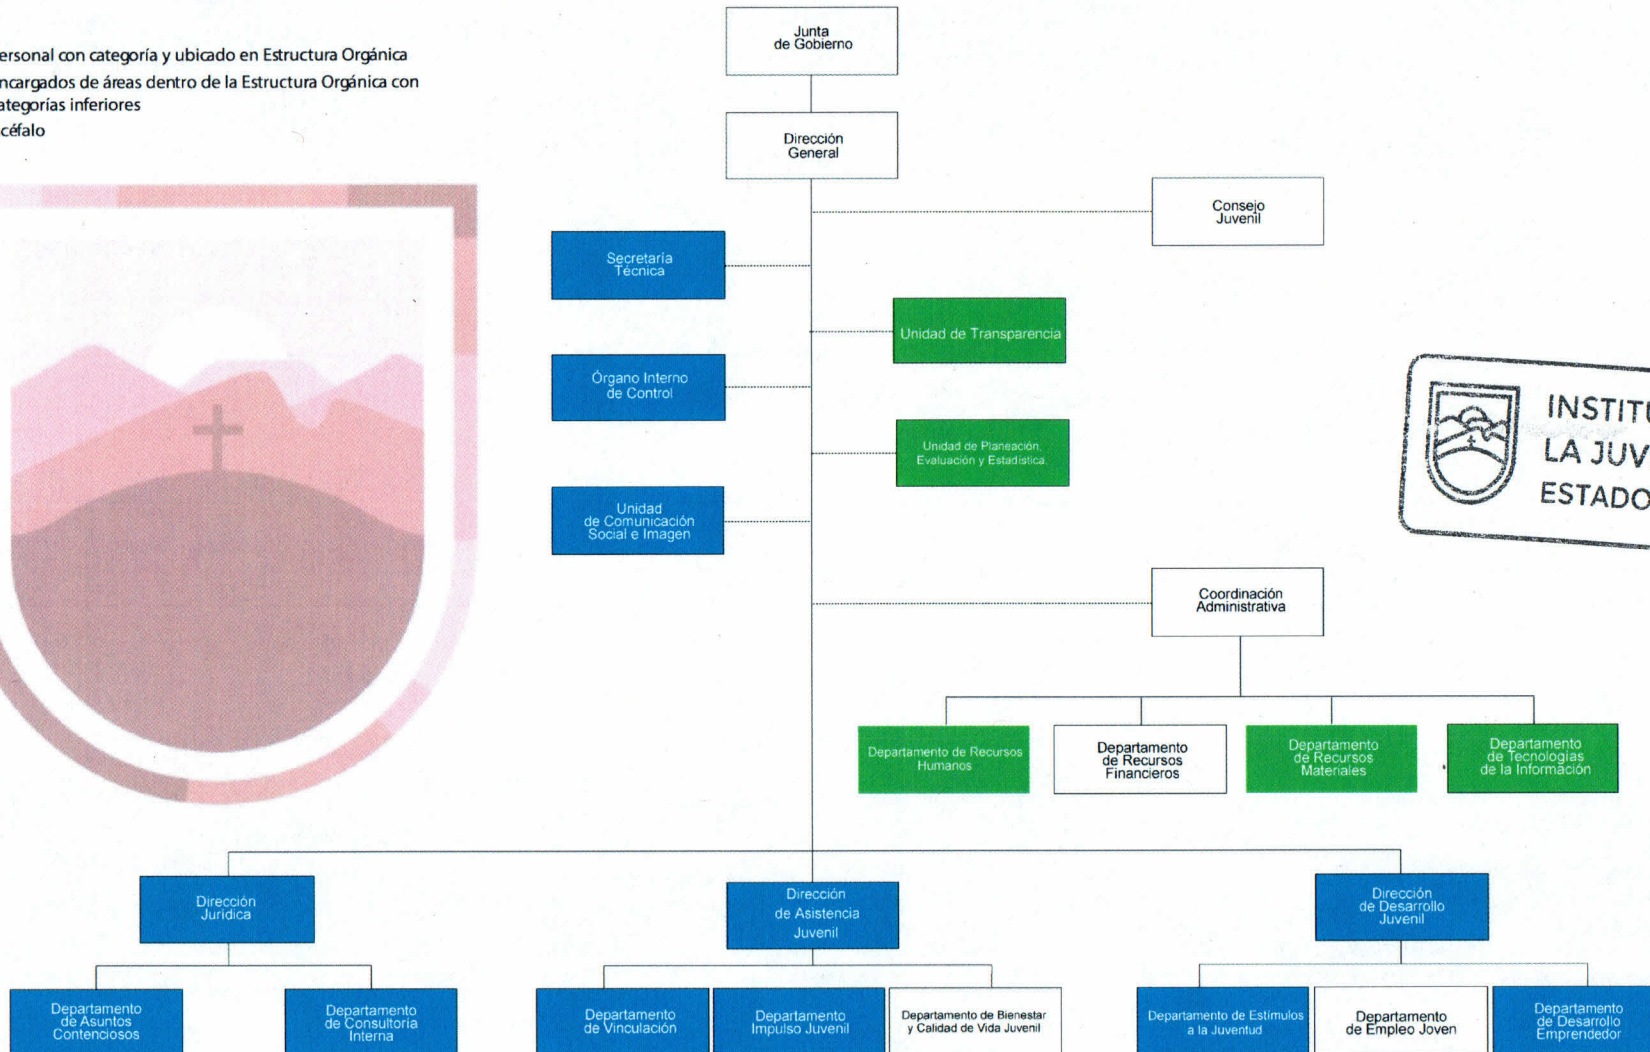 ersonal con categoría y ubicado en Estructura Orgánica
ncargados de áreas dentro de la Estructura Orgánica con
ategorías inferiores
céfalo
Junta
de Gobierno
Dirección
General
Consejo
Juvenil
Secretaría
Técnica
Unidad de Transparencia
Órgano Interno
de Control
Unidad de Planeación,
Evaluación y Estadística.
Unidad
de Comunicación
Social e Imagen
INSTITU
LA JUV
ESTADO
Coordinación
Administrativa
Departamento de Recursos
Humanos
Departamento
de Recursos
Financieros
Departamento
de Recursos
Materiales
Departamento
de Tecnologías
de la Información
Dirección
Jurídica
Dirección
de Asistencia
Juvenil
Dirección
de Desarrollo
Juvenil
Departamento
de Asuntos
Contenciosos
Departamento
de Consultoría
Interna
Departamento
de Vinculación
Departamento
Impulso Juvenil
Departamento de Bienestar
y Calidad de Vida Juvenil
Departamento de Estímulos
a la Juventud
Departamento
de Empleo Joven
Departamento
de Desarrollo
Emprendedor